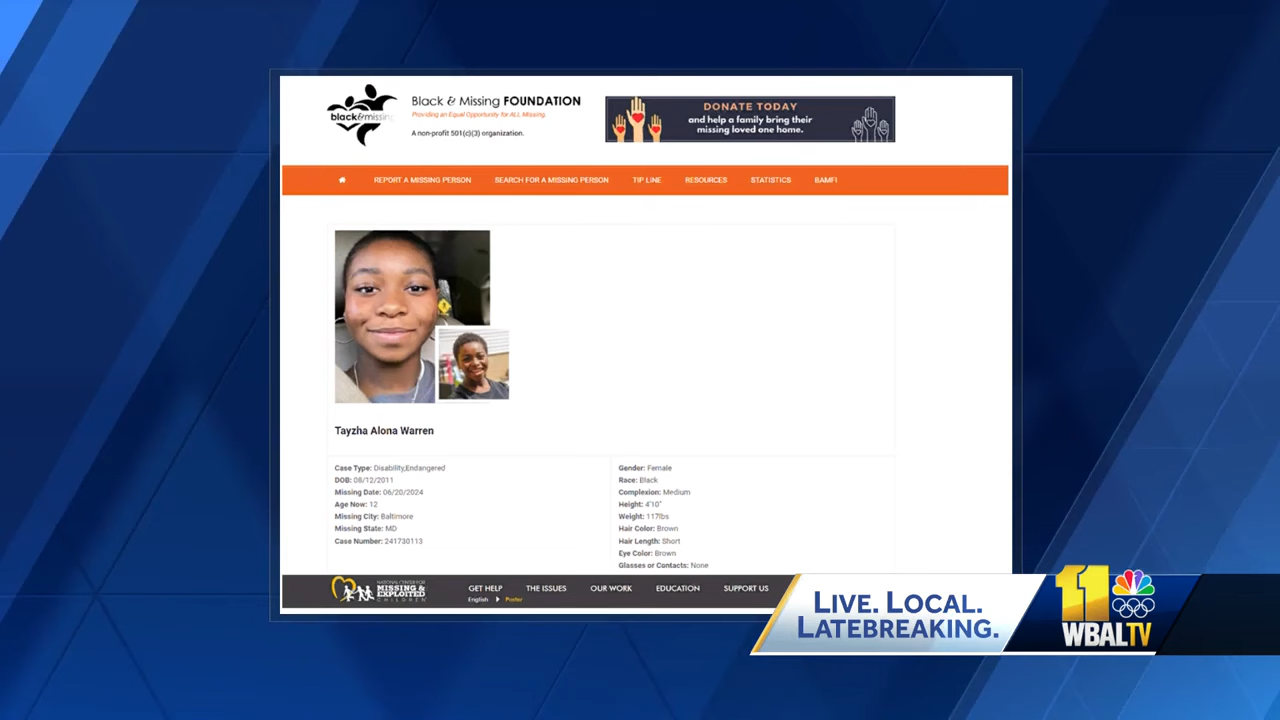 black&missing
Black & Missing FOUNDATION
Providing an Equal Opportunity for ALL Missing.
A non-profit 501(c)(3) organization.
DONATE TODAY
and help a family bring their
missing loved one home.
REPORT A MISSING PERSON SEARCH FOR A MISSING PERSON TIP LINE RESOURCES STATISTICS BAMFI
Tayzha Alona Warren
Case Type: Disability,Endangered
DOB: 08/12/2011
Missing Date: 06/20/2024
Age Now: 12
Missing City: Baltimore
Missing State: MD
Case Number: 241730113
Gender: Female
Race: Black
Complexion: Medium
Height: 4'10"
Weight: 117lbs
Hair Color: Brown
Hair Length: Short
Eye Color: Brown
Glasses or Contacts: None
NATIONAL CENTER FOR
MISSING &
EXPLOITED
CHILDREN
GET HELP THE ISSUES OUR WORK EDUCATION SUPPORT US
English
LIVE. LOCAL.
LATEBREAKING.
11
WBALTV